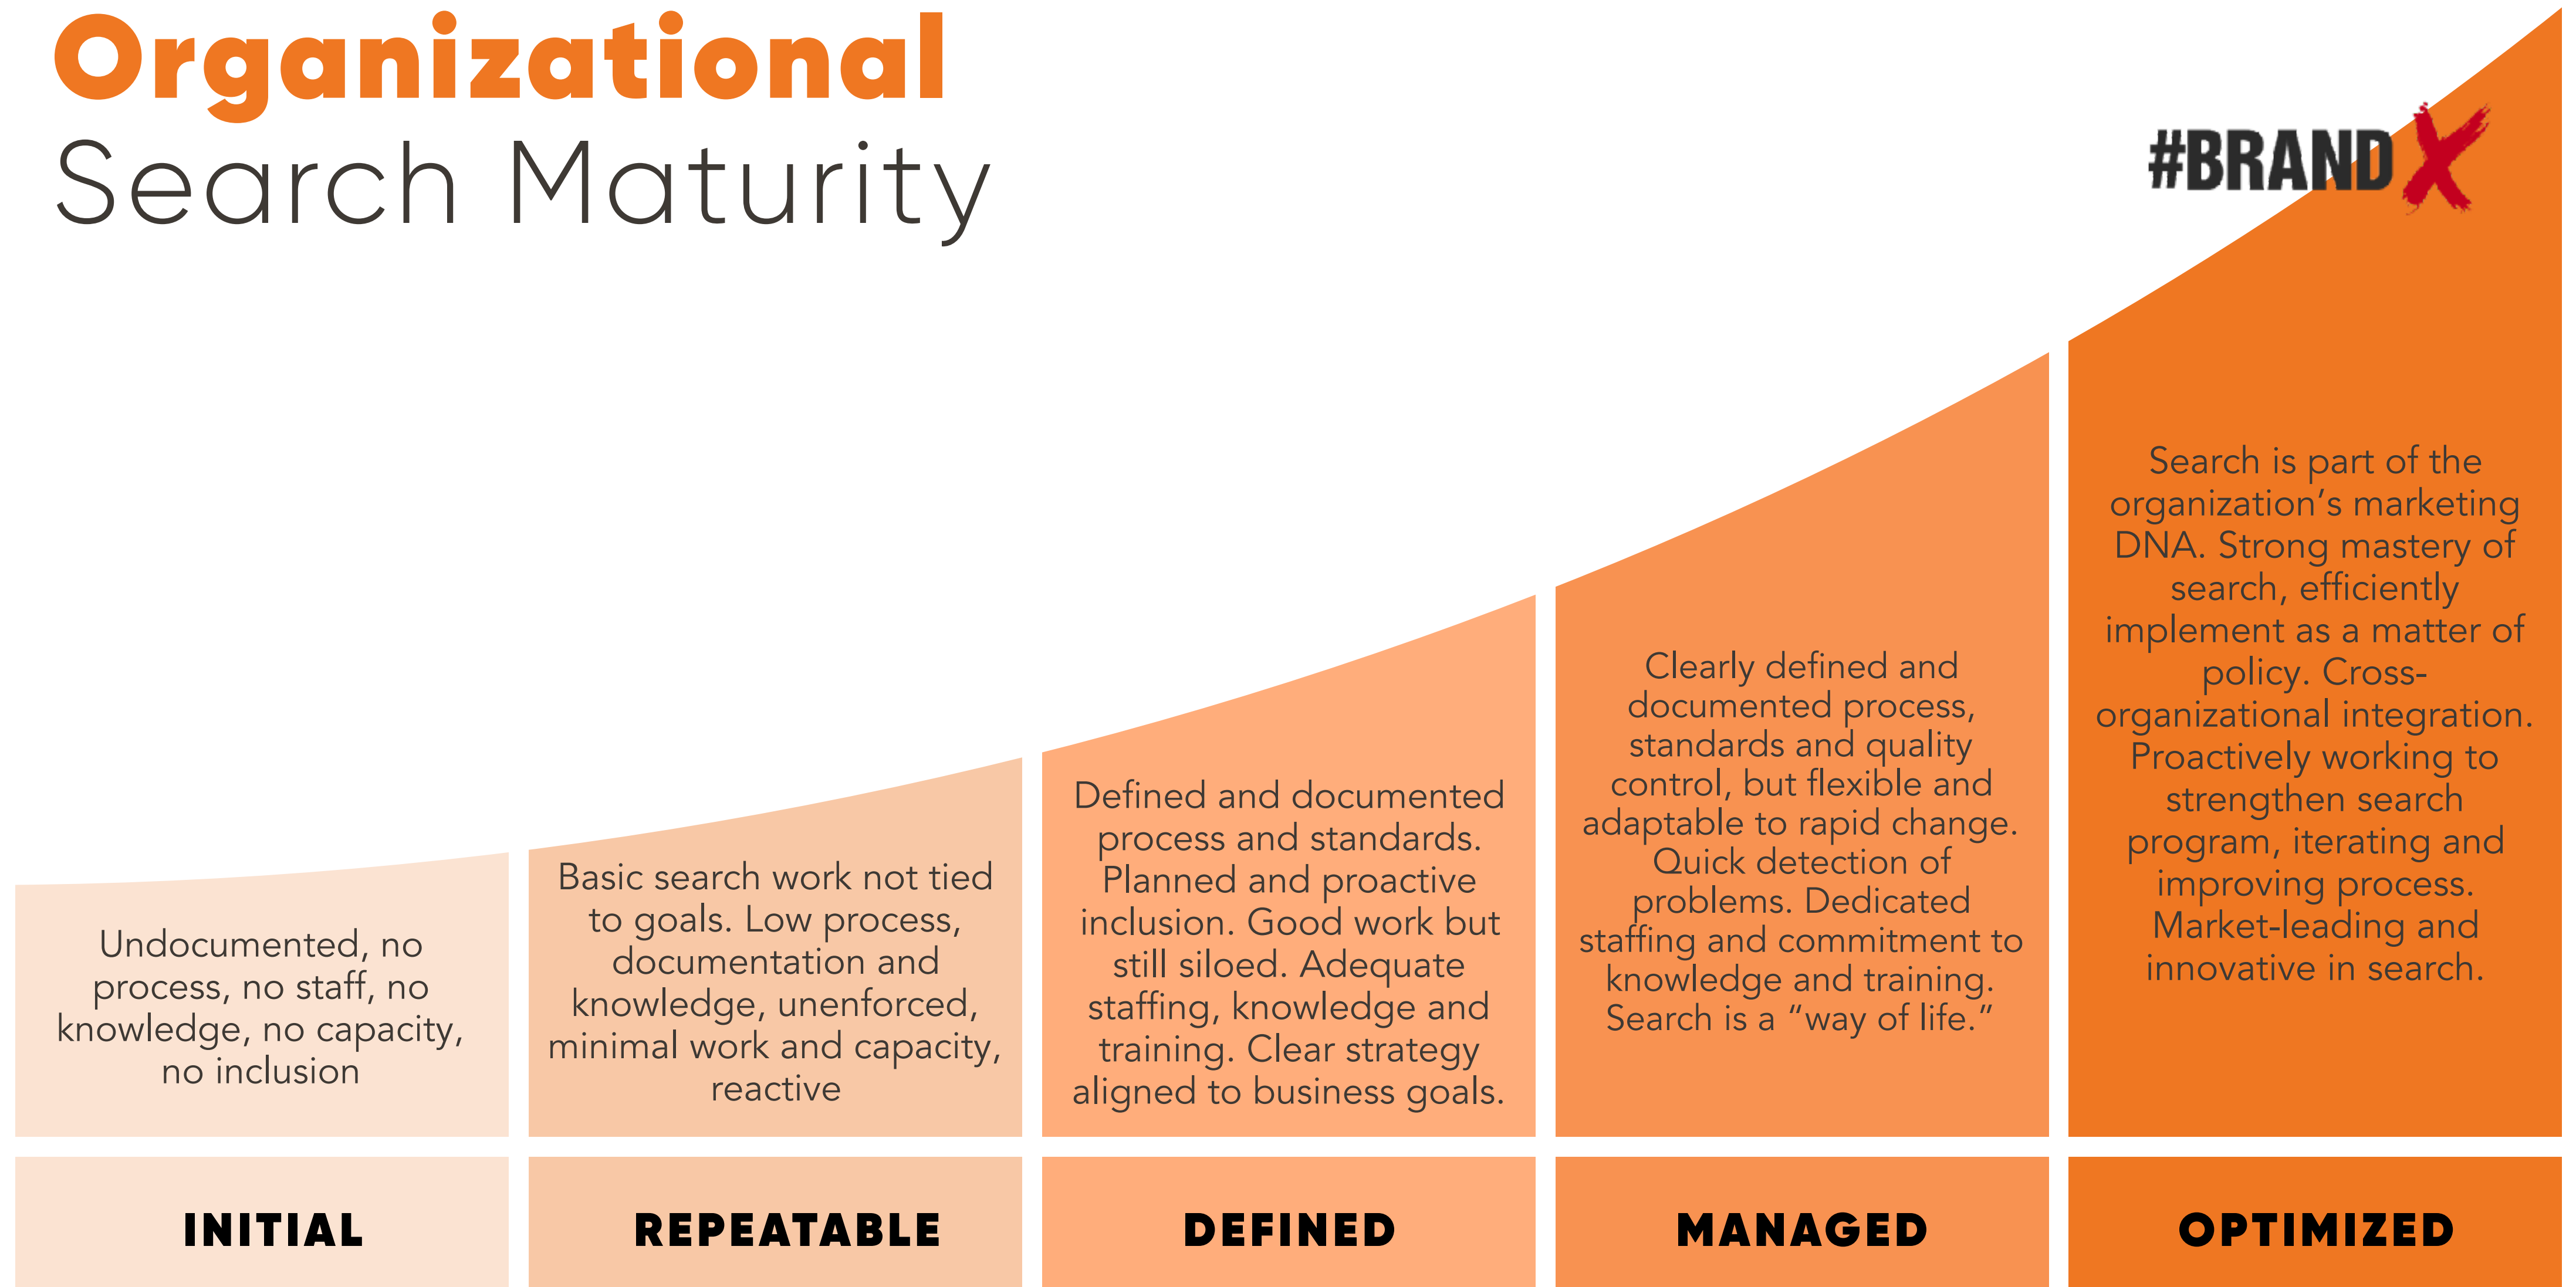 Organizational
Search Maturity
#BRAND X
Undocumented, no
process, no staff, no
knowledge, no capacity,
no inclusion
Basic search work not tied
to goals. Low process,
documentation and
knowledge, unenforced,
minimal work and capacity,
reactive
Defined and documented
process and standards.
Planned and proactive
inclusion. Good work but
still siloed. Adequate
staffing, knowledge and
training. Clear strategy
aligned to business goals.
Clearly defined and
documented process,
standards and quality
control, but flexible and
adaptable to rapid change.
Quick detection of
problems. Dedicated
staffing and commitment to
knowledge and training.
Search is a “way of life.”
Search is part of the
organization’s marketing
DNA. Strong mastery of
search, efficiently
implement as a matter of
policy. Cross-
organizational integration.
Proactively working to
strengthen search
program, iterating and
improving process.
Market-leading and
innovative in search.
INITIAL
REPEATABLE
DEFINED
MANAGED
OPTIMIZED